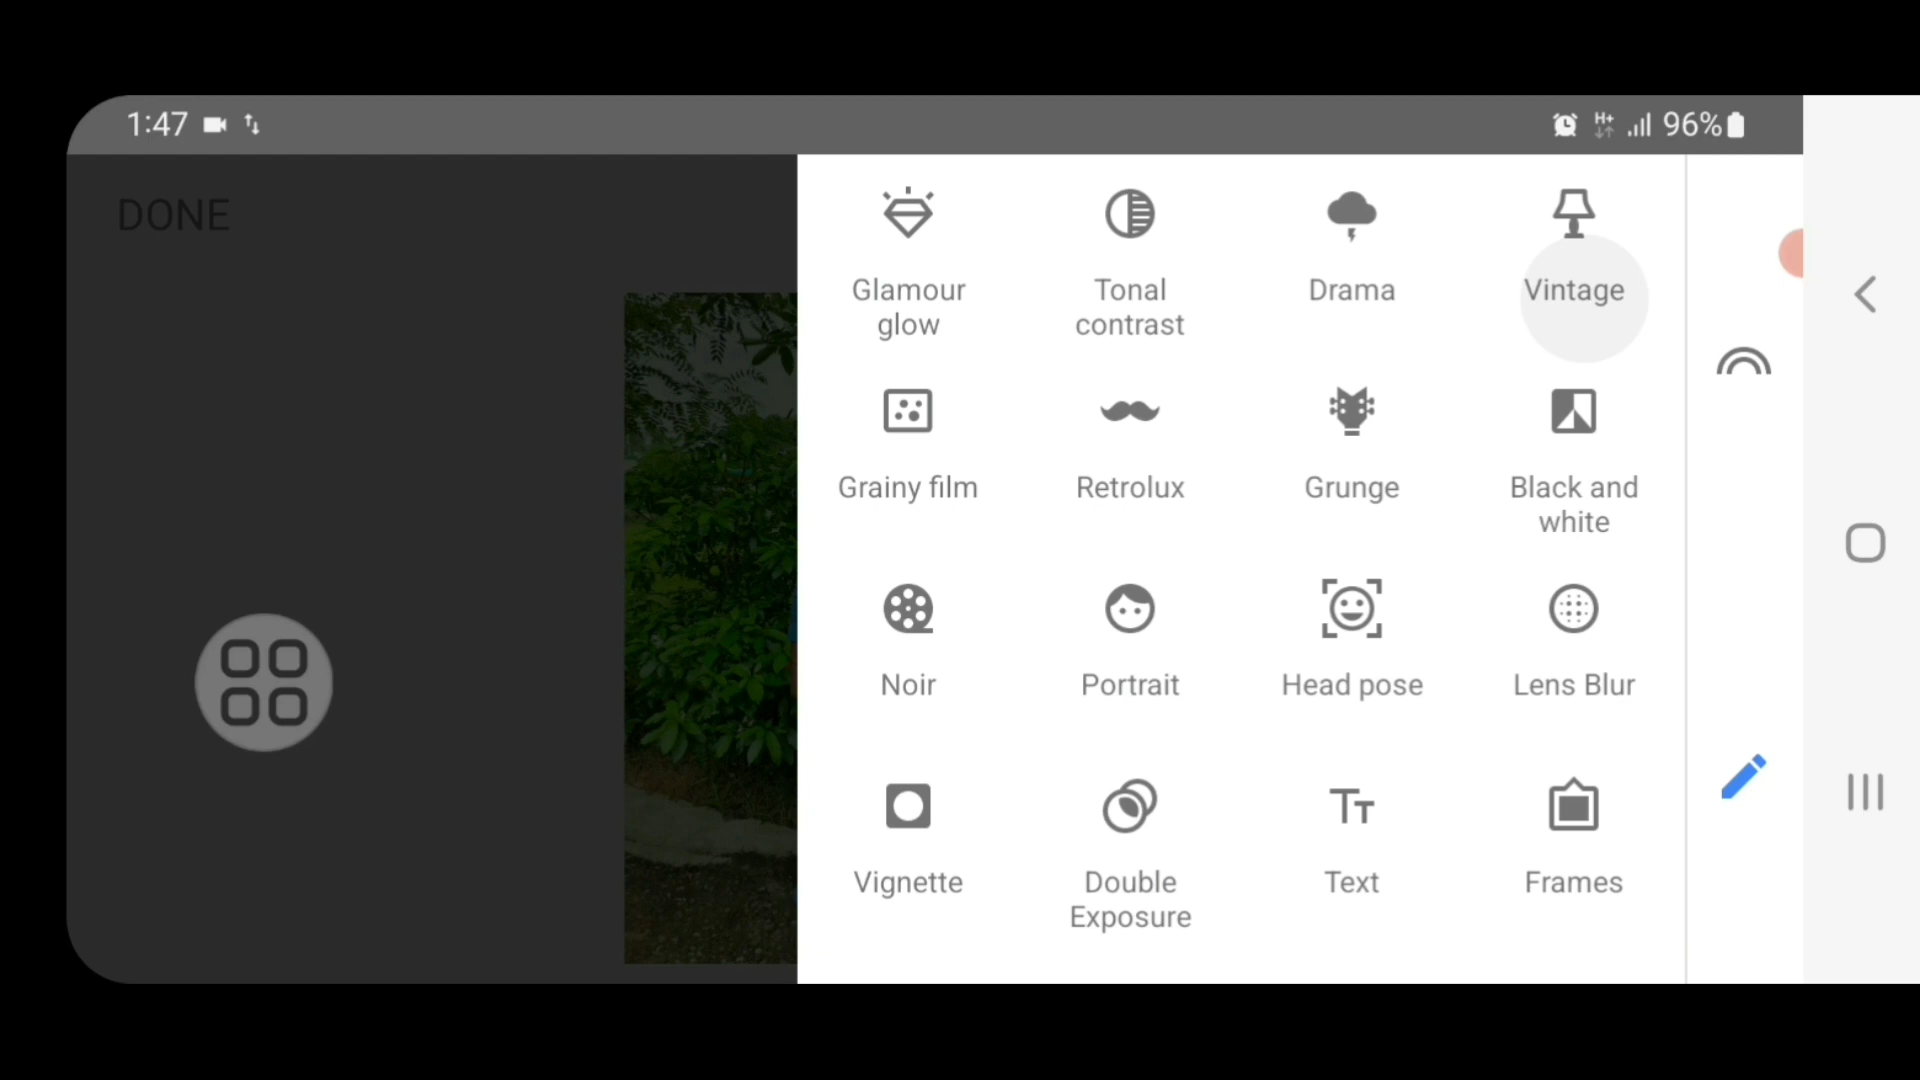 1:47
H+
96%
DONE
Glamour
glow
Tonal
contrast
Drama
Vintage
Grainy film
Retrolux
Grunge
Black and
white
Noir
Portrait
Head pose
Lens Blur
Vignette
Double
Exposure
Tt
Text
Frames